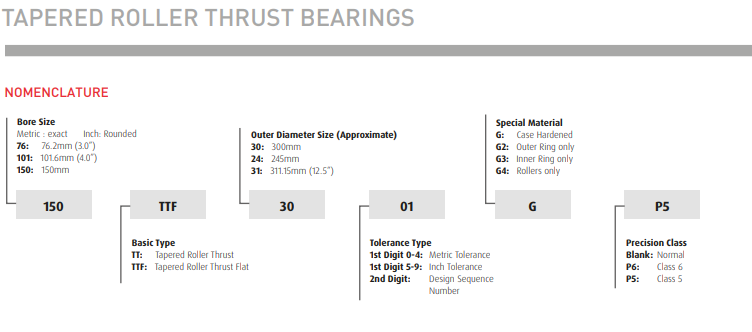 TAPERED ROLLER THRUST BEARINGS
NOMENCLATURE
Bore Size
Metric : exact Inch: Rounded
76: 76.2mm (3.0")
101: 101.6mm (4.0")
150: 150mm
Outer Diameter Size (Approximate)
30: 300mm
24: 245mm
31: 311.15mm (12.5")
Special Material
G: Case Hardened
G2: Outer Ring only
G3: Inner Ring only
G4: Rollers only
150 TTF 30 01 G P5
Basic Type
TT: Tapered Roller Thrust
TTF: Tapered Roller Thrust Flat
Tolerance Type
1st Digit 0-4: Metric Tolerance
1st Digit 5-9: Inch Tolerance
2nd Digit: Design Sequence
Number
Precision Class
Blank: Normal
P6: Class 6
P5: Class 5